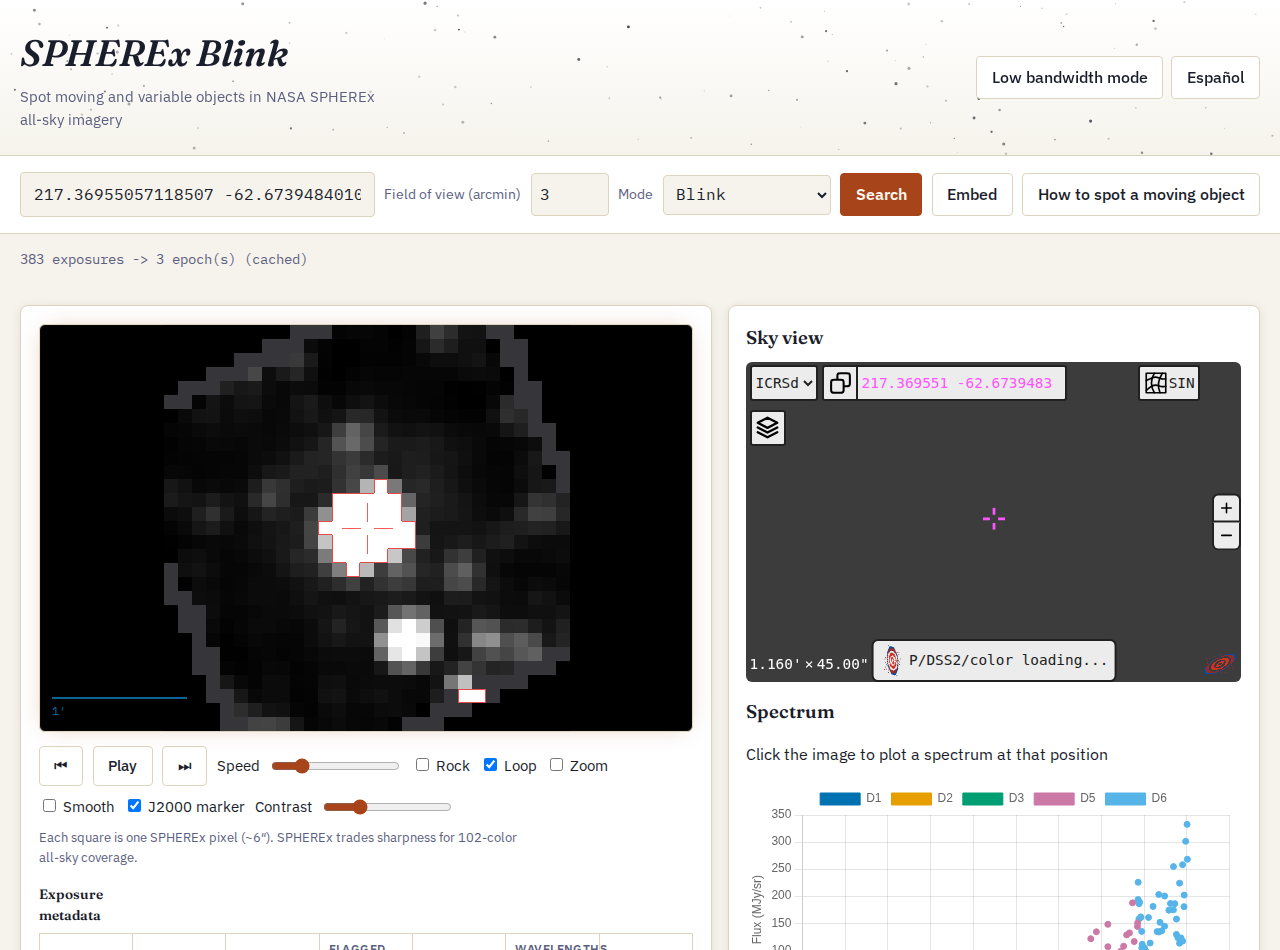 SPHEREx Blink
Spot moving and variable objects in NASA SPHEREx
all-sky imagery
Low bandwidth mode
Español
217.36955057118507 -62.6739484010
Field of view (arcmin)
3
Mode
Blink
Search
Embed
How to spot a moving object
383 exposures -> 3 epoch(s) (cached)
1'
⏮
Play
⏭
Speed
Rock
Loop
Zoom
Smooth
J2000 marker
Contrast
Each square is one SPHEREx pixel (~6″). SPHEREx trades sharpness for 102-color
all-sky coverage.
Exposure
metadata
FLAGGED
WAVELENGTHS
Sky view
ICRSd
217.369551 -62.6739483
SIN
+
−
1.160' × 45.00"
P/DSS2/color loading...
Spectrum
Click the image to plot a spectrum at that position
D1
D2
D3
D5
D6
350
300
250
200
150
100
Flux (MJy/sr)